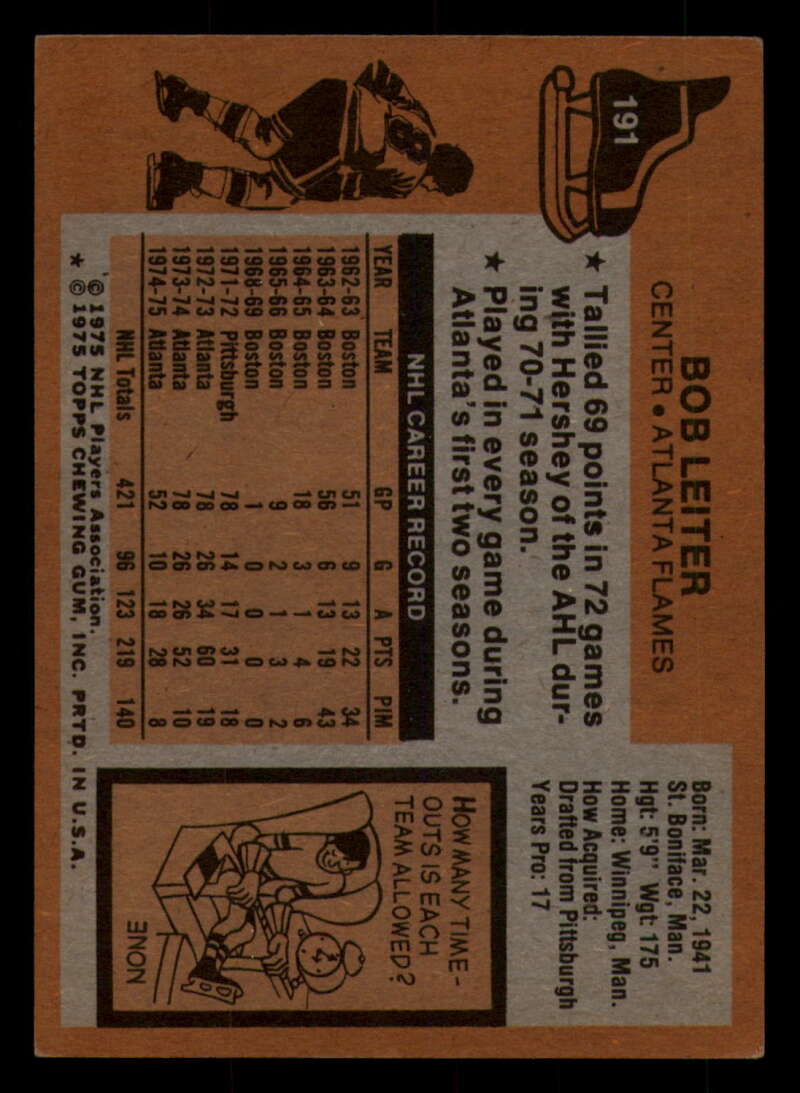 191
BOB LEITER
CENTER • ATLANTA FLAMES
★ Tallied 69 points in 72 games
with Hershey of the AHL dur-
ing 70-71 season.
★ Played in every game during
Atlanta's first two seasons.
Born: Mar. 22, 1941
St. Boniface, Man.
Hgt: 5'9" Wgt: 175
Home: Winnipeg, Man.
How Acquired:
Drafted from Pittsburgh
Years Pro: 17
8
NHL CAREER RECORD
YEAR TEAM GP G A PTS PIM
1962-63 Boston 51 9 13 22 34
1963-64 Boston 56 6 13 19 43
1964-65 Boston 18 3 1 4 6
1965-66 Boston 9 2 1 3 2
1968-69 Boston 1 0 0 0 0
1971-72 Pittsburgh 78 14 17 31 18
1972-73 Atlanta 78 26 34 60 19
1973-74 Atlanta 78 26 26 52 10
1974-75 Atlanta 52 10 18 28 8
NHL Totals 421 96 123 219 140
HOW MANY TIME-
OUTS IS EACH
TEAM ALLOWED?
NONE
© 1975 NHL Players Association.
★ © 1975 TOPPS CHEWING GUM, INC. PRTD. IN U.S.A.